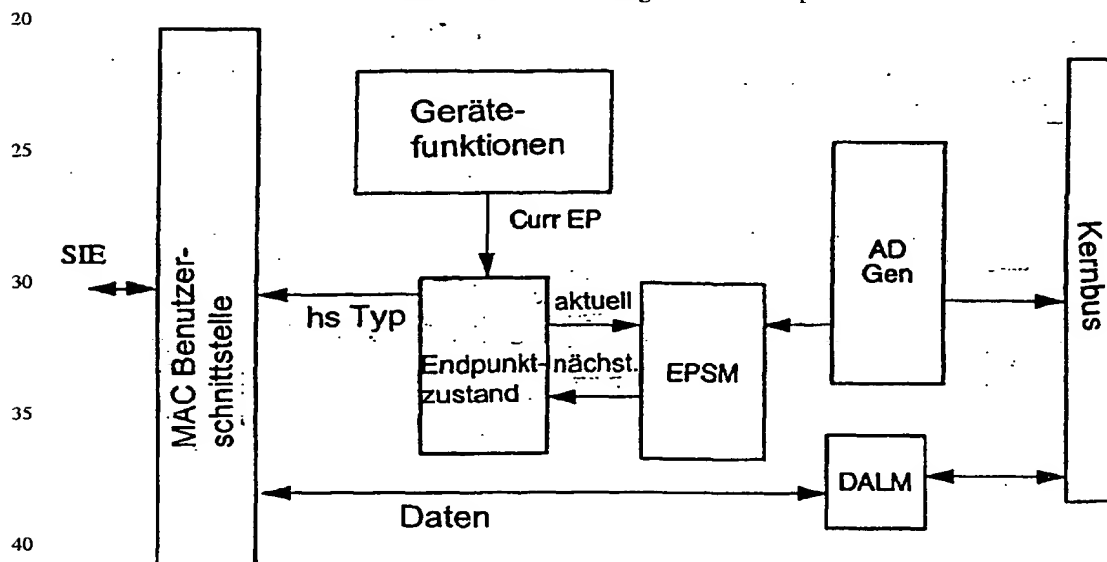 20
25
30
35
40
SIE
MAC Benutzer-
schnittstelle
Geräte-
funktionen
Curr EP
hs Typ
Endpunkt-
zustand
aktuell
nächst.
EPSM
AD
Gen
DALM
Daten
Kernbus